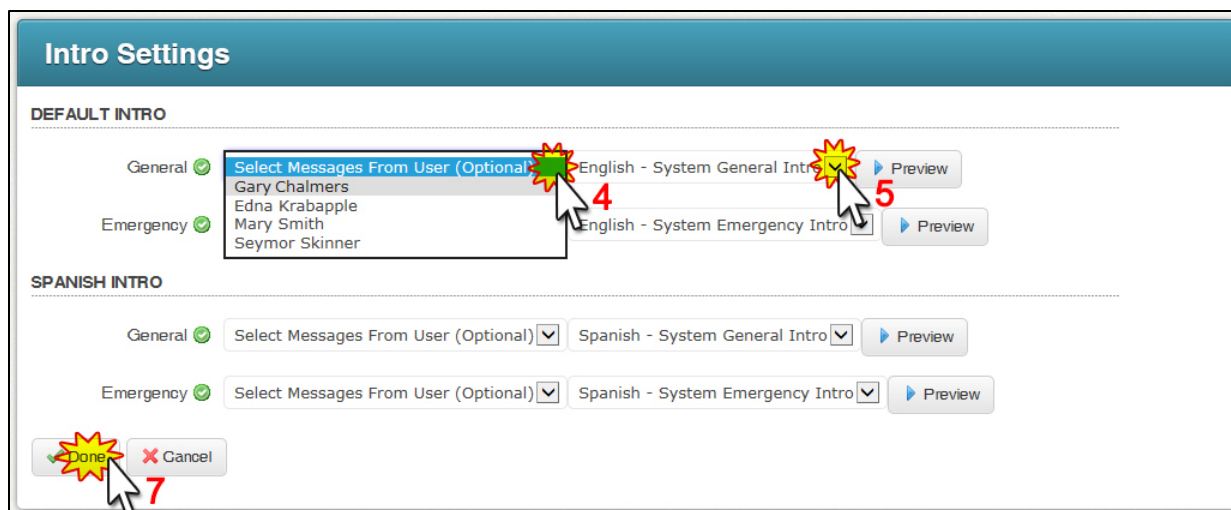 Intro Settings
DEFAULT INTRO
General Select Messages From User (Optional) English - System General Intro Preview
Gary Chalmers
4 5
Edna Krabapple
Emergency Mary Smith English - System Emergency Intro Preview
Seymor Skinner
SPANISH INTRO
General Select Messages From User (Optional) Spanish - System General Intro Preview
Emergency Select Messages From User (Optional) Spanish - System Emergency Intro Preview
Done Cancel
7